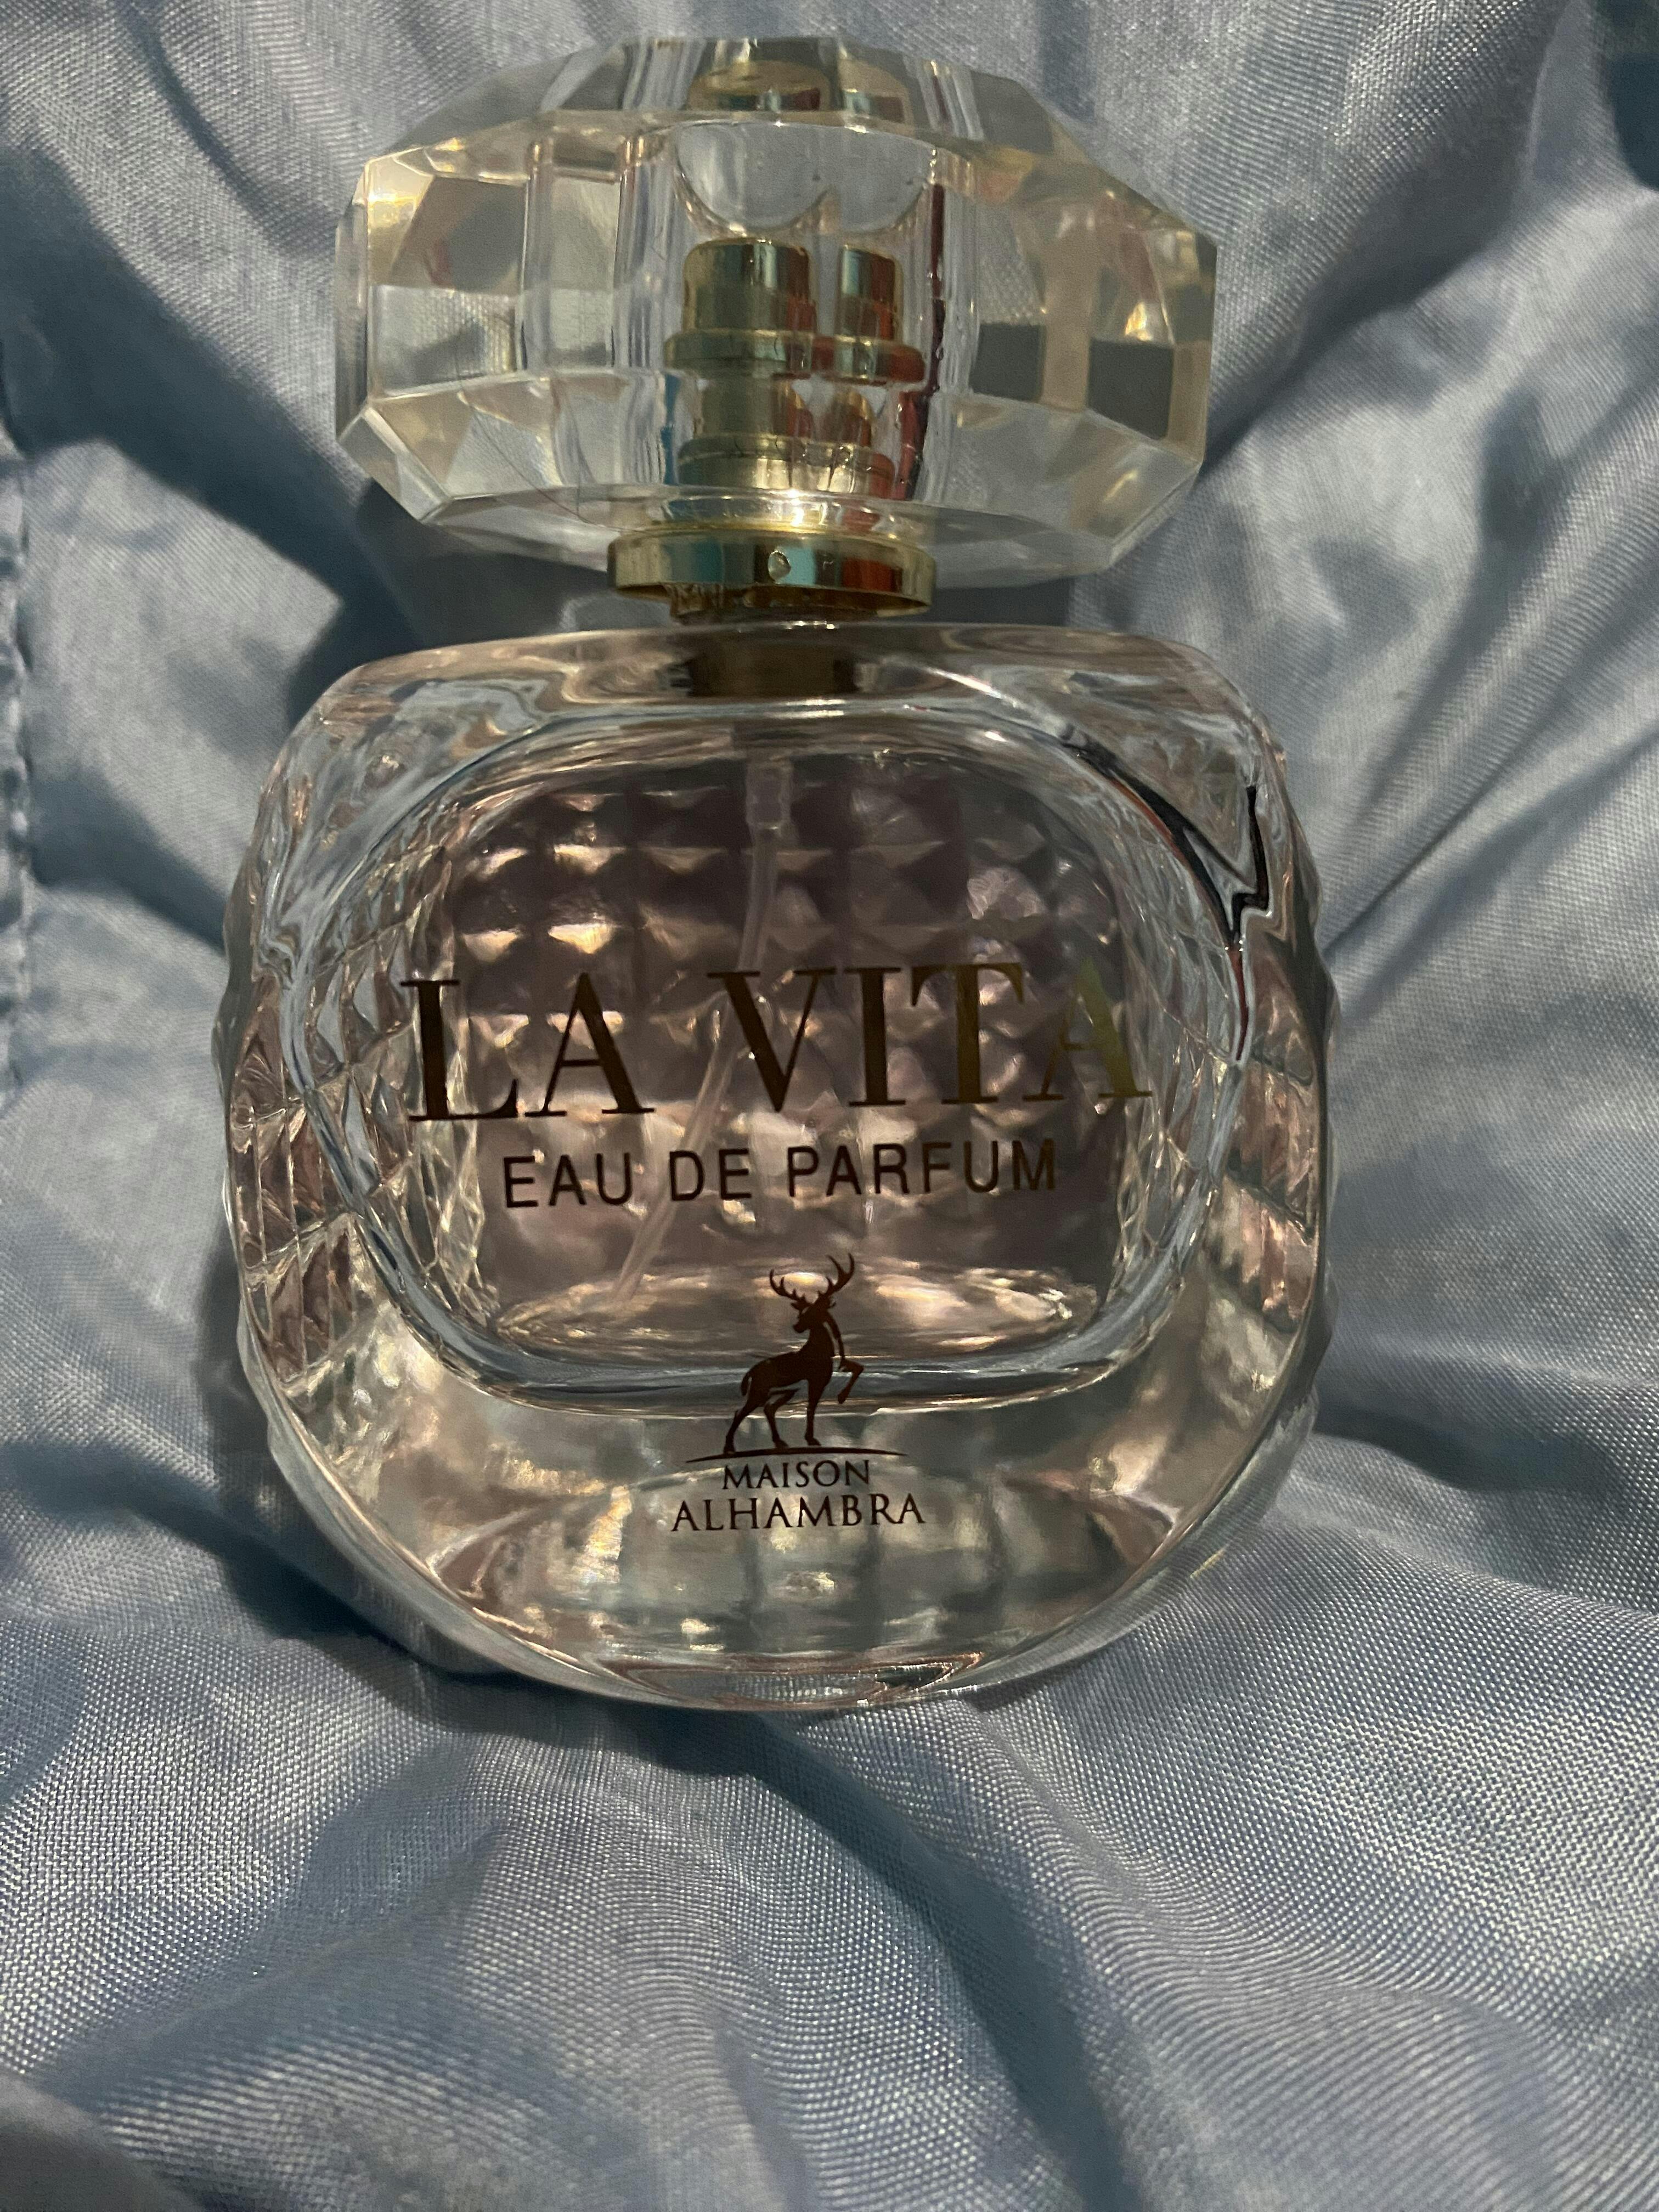 LA VITA
EAU DE PARFUM
MAISON
ALHAMBRA